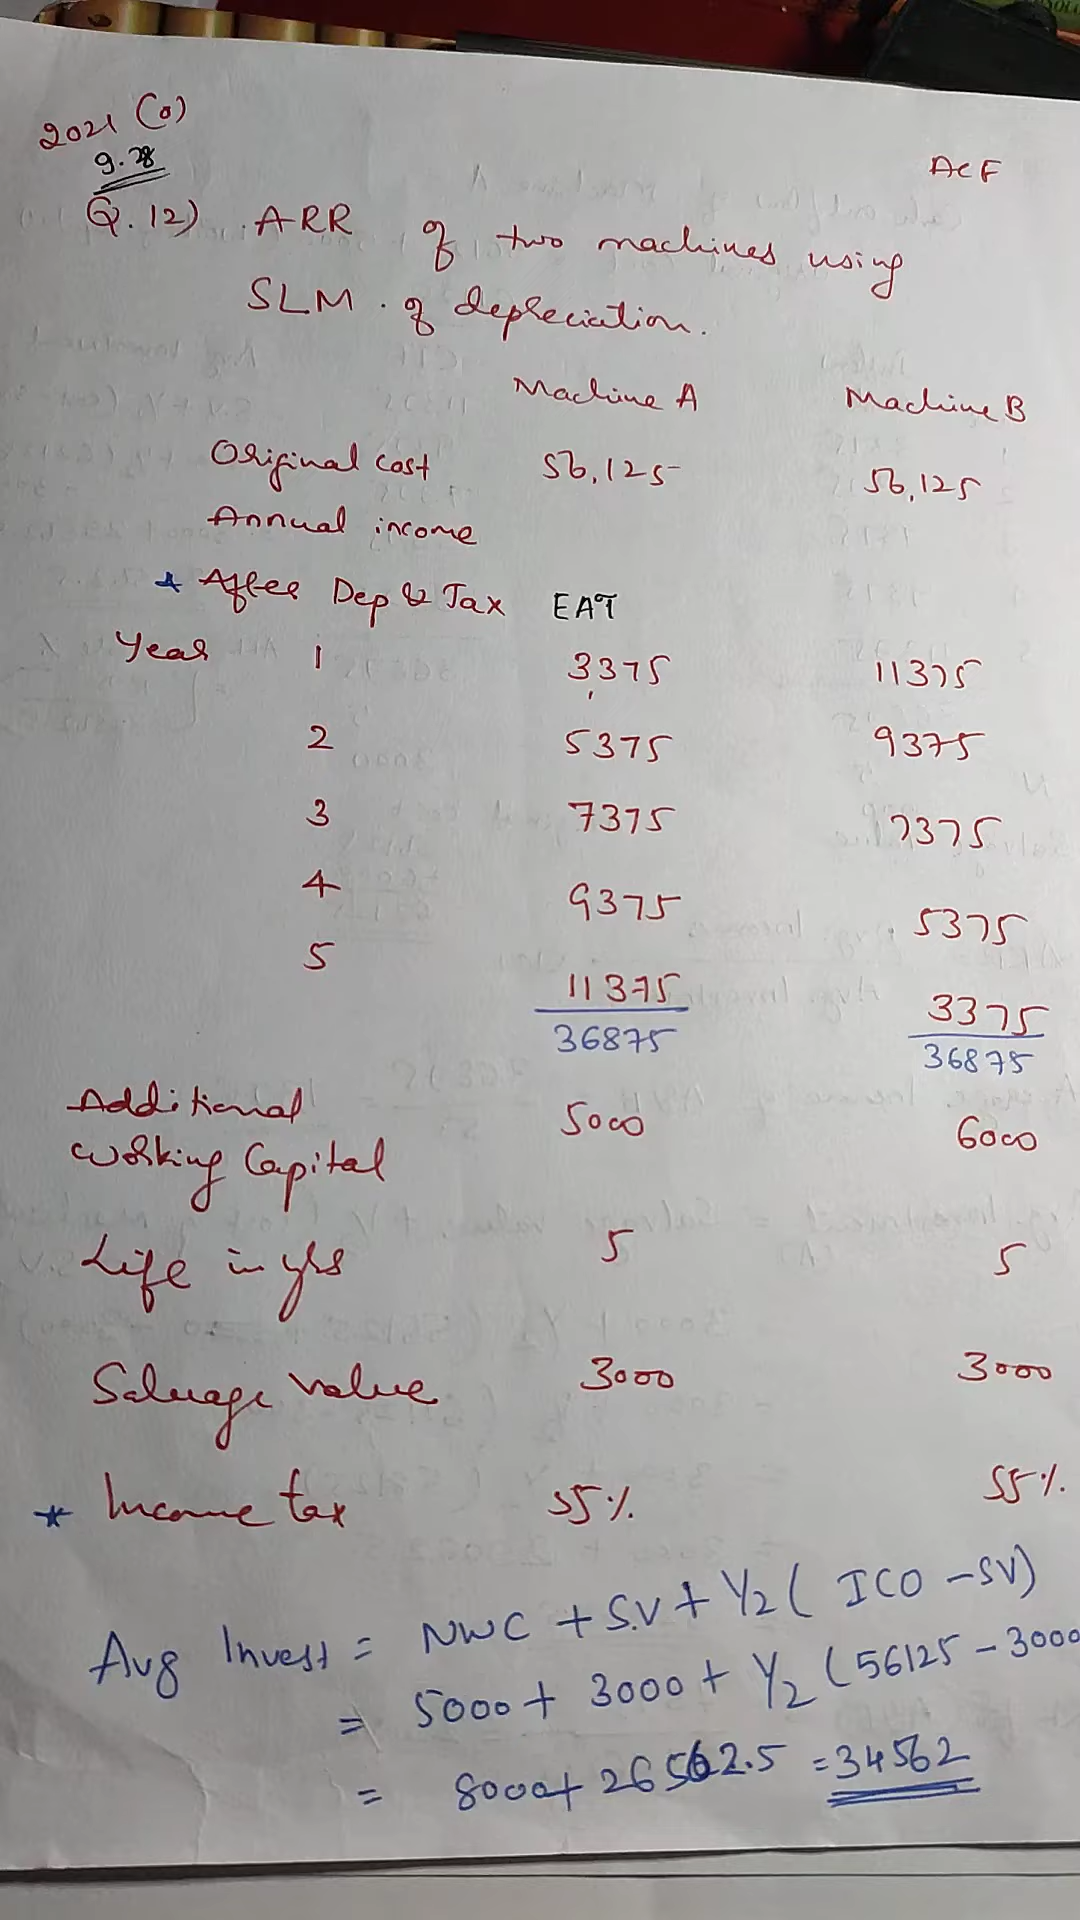 2021 (O)
9.28
ACF
Q.12) ARR of two machines using
SLM. of depreciation.
Machine A Machine B
Original cost 56,125 56,125
Annual income
* After Dep & Tax EAT
Year 1 3375 11375
2 5375 9375
3 7375 7375
4 9375 5375
5 11375 3375
36875 36875
Additional 5000 6000
Working Capital
Life in yrs 5 5
Salvage value 3000 3000
* Income tax 55% 55%
Avg Invest = NWC + S.V + 1/2 ( ICO - SV)
= 5000 + 3000 + 1/2 (56125 - 3000
= 8000 + 26562.5 = 34562